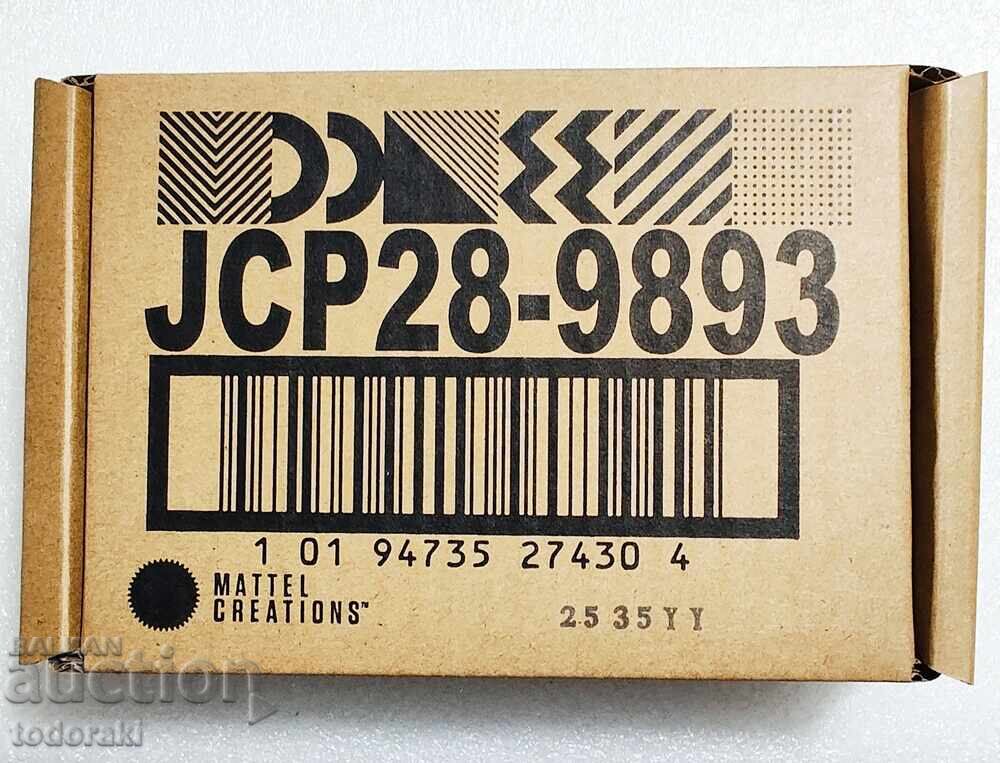 JCP28-9893
1 01 94735 27430 4
MATTEL
CREATIONS™
2535YY
BALKAN
auction
todoraki